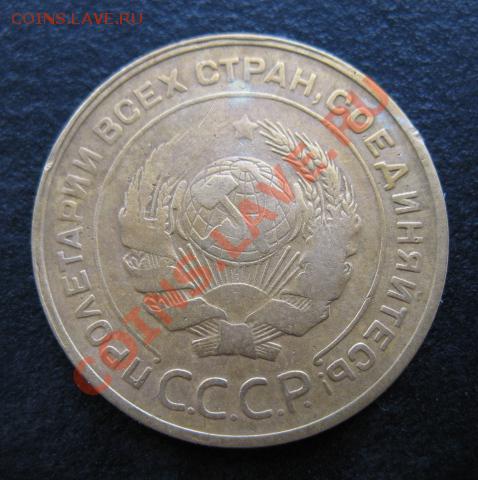 COINS.LAVE.RU
ПРОЛЕТАРИИ ВСЕХ СТРАН, СОЕДИНЯЙТЕСЬ!
С.С.С.Р.
COINS.LAVE.RU